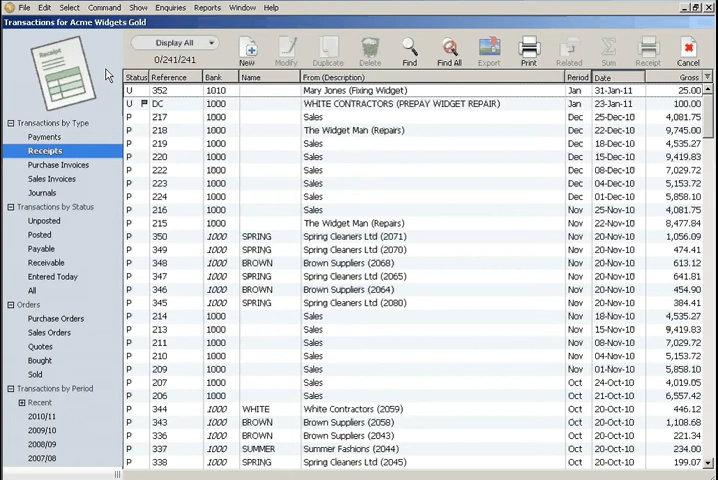 File Edit Select Command Show Enquiries Reports Window Help
Transactions for Acme Widgets Gold
Receipt
Display All
0/241/241
New Modify Duplicate Delete Find Find All Export Print Related Sum Receipt Cancel
Status Reference Bank Name From (Description) Period Date Gross
U 352 1010 Mary Jones (Fixing Widget) Jan 31-Jan-11 25.00
U DC 1000 WHITE CONTRACTORS (PREPAY WIDGET REPAIR) Jan 23-Jan-11 100.00
P 217 1000 Sales Dec 25-Dec-10 4,081.75
P 218 1000 The Widget Man (Repairs) Dec 22-Dec-10 9,745.00
P 219 1000 Sales Dec 18-Dec-10 4,535.27
P 220 1000 Sales Dec 15-Dec-10 9,419.83
P 222 1000 Sales Dec 08-Dec-10 7,029.72
P 223 1000 Sales Dec 04-Dec-10 5,153.72
P 224 1000 Sales Dec 01-Dec-10 5,858.10
P 216 1000 Sales Nov 25-Nov-10 4,081.75
P 215 1000 The Widget Man (Repairs) Nov 22-Nov-10 8,477.84
P 350 1000 SPRING Spring Cleaners Ltd (2071) Nov 20-Nov-10 1,056.09
P 349 1000 SPRING Spring Cleaners Ltd (2070) Nov 20-Nov-10 474.41
P 348 1000 BROWN Brown Suppliers (2068) Nov 20-Nov-10 613.12
P 347 1000 SPRING Spring Cleaners Ltd (2065) Nov 20-Nov-10 641.81
P 346 1000 BROWN Brown Suppliers (2064) Nov 20-Nov-10 454.90
P 345 1000 SPRING Spring Cleaners Ltd (2080) Nov 20-Nov-10 384.41
P 214 1000 Sales Nov 18-Nov-10 4,535.27
P 213 1000 Sales Nov 15-Nov-10 9,419.83
P 211 1000 Sales Nov 08-Nov-10 7,029.72
P 210 1000 Sales Nov 04-Nov-10 5,153.72
P 209 1000 Sales Nov 01-Nov-10 5,858.10
P 207 1000 Sales Oct 24-Oct-10 4,019.05
P 206 1000 Sales Oct 21-Oct-10 6,557.42
P 344 1000 WHITE White Contractors (2059) Oct 20-Oct-10 446.12
P 343 1000 BROWN Brown Suppliers (2058) Oct 20-Oct-10 1,108.68
P 336 1000 BROWN Brown Suppliers (2043) Oct 20-Oct-10 221.34
P 337 1000 SUMMER Summer Fashions (2044) Oct 20-Oct-10 234.00
P 338 1000 SPRING Spring Cleaners Ltd (2045) Oct 20-Oct-10 199.07
Transactions by Type
Payments
Receipts
Purchase Invoices
Sales Invoices
Journals
Transactions by Status
Unposted
Posted
Payable
Receivable
Entered Today
All
Orders
Purchase Orders
Sales Orders
Quotes
Bought
Sold
Transactions by Period
Recent
2010/11
2009/10
2008/09
2007/08